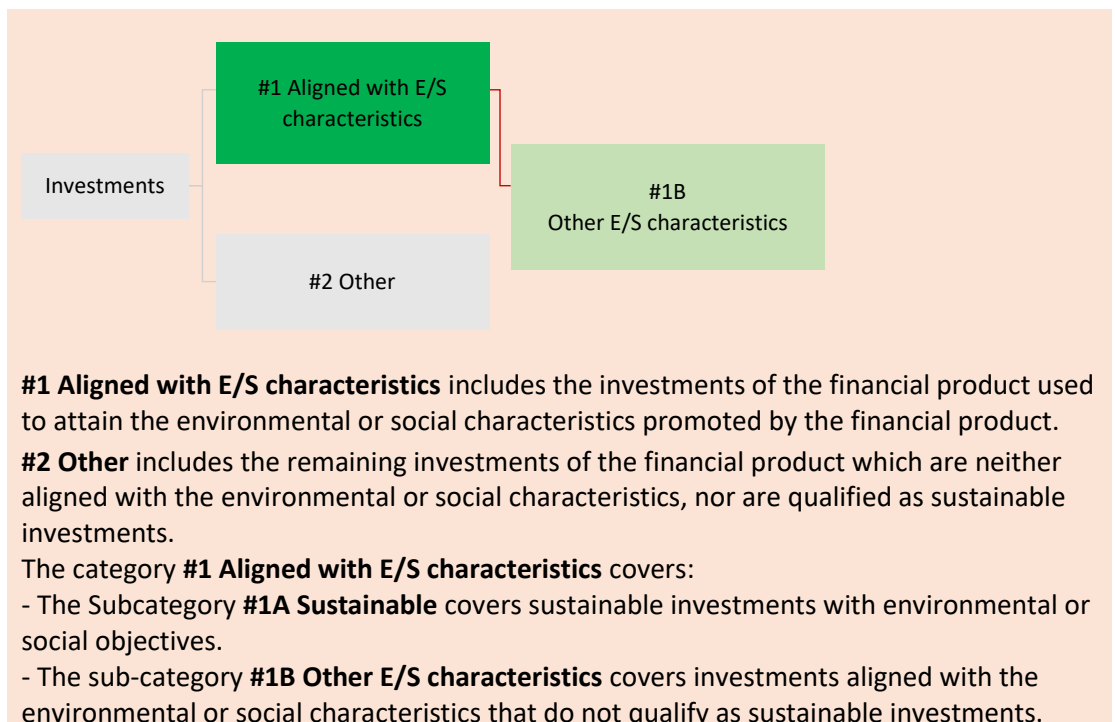 #1 Aligned with E/S
characteristics
Investments
#1B
Other E/S characteristics
#2 Other
#1 Aligned with E/S characteristics includes the investments of the financial product used
to attain the environmental or social characteristics promoted by the financial product.
#2 Other includes the remaining investments of the financial product which are neither
aligned with the environmental or social characteristics, nor are qualified as sustainable
investments.
The category #1 Aligned with E/S characteristics covers:
- The Subcategory #1A Sustainable covers sustainable investments with environmental or
social objectives.
- The sub-category #1B Other E/S characteristics covers investments aligned with the
environmental or social characteristics that do not qualify as sustainable investments.